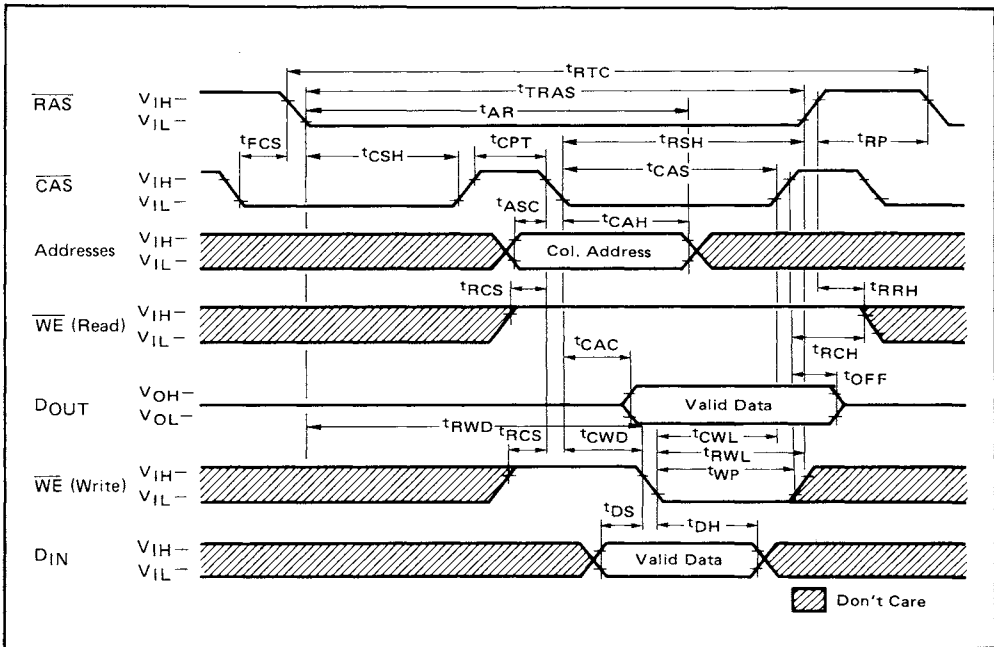 tRTC
RAS VIH– tTRAS
VIL– tAR
tFCS tCSH tCPT tRSH tRP
CAS VIH– tCAS
VIL– tASC tCAH
Addresses VIH– Col. Address
VIL–
tRCS tRRH
WE (Read) VIH–
VIL– tCAC tRCH
tOFF
DOUT VOH– Valid Data
VOL– tRWD tRCS tCWD tCWL
tRWL
WE (Write) VIH– tWP
VIL– tDS tDH
DIN VIH– Valid Data
VIL–
Don't Care